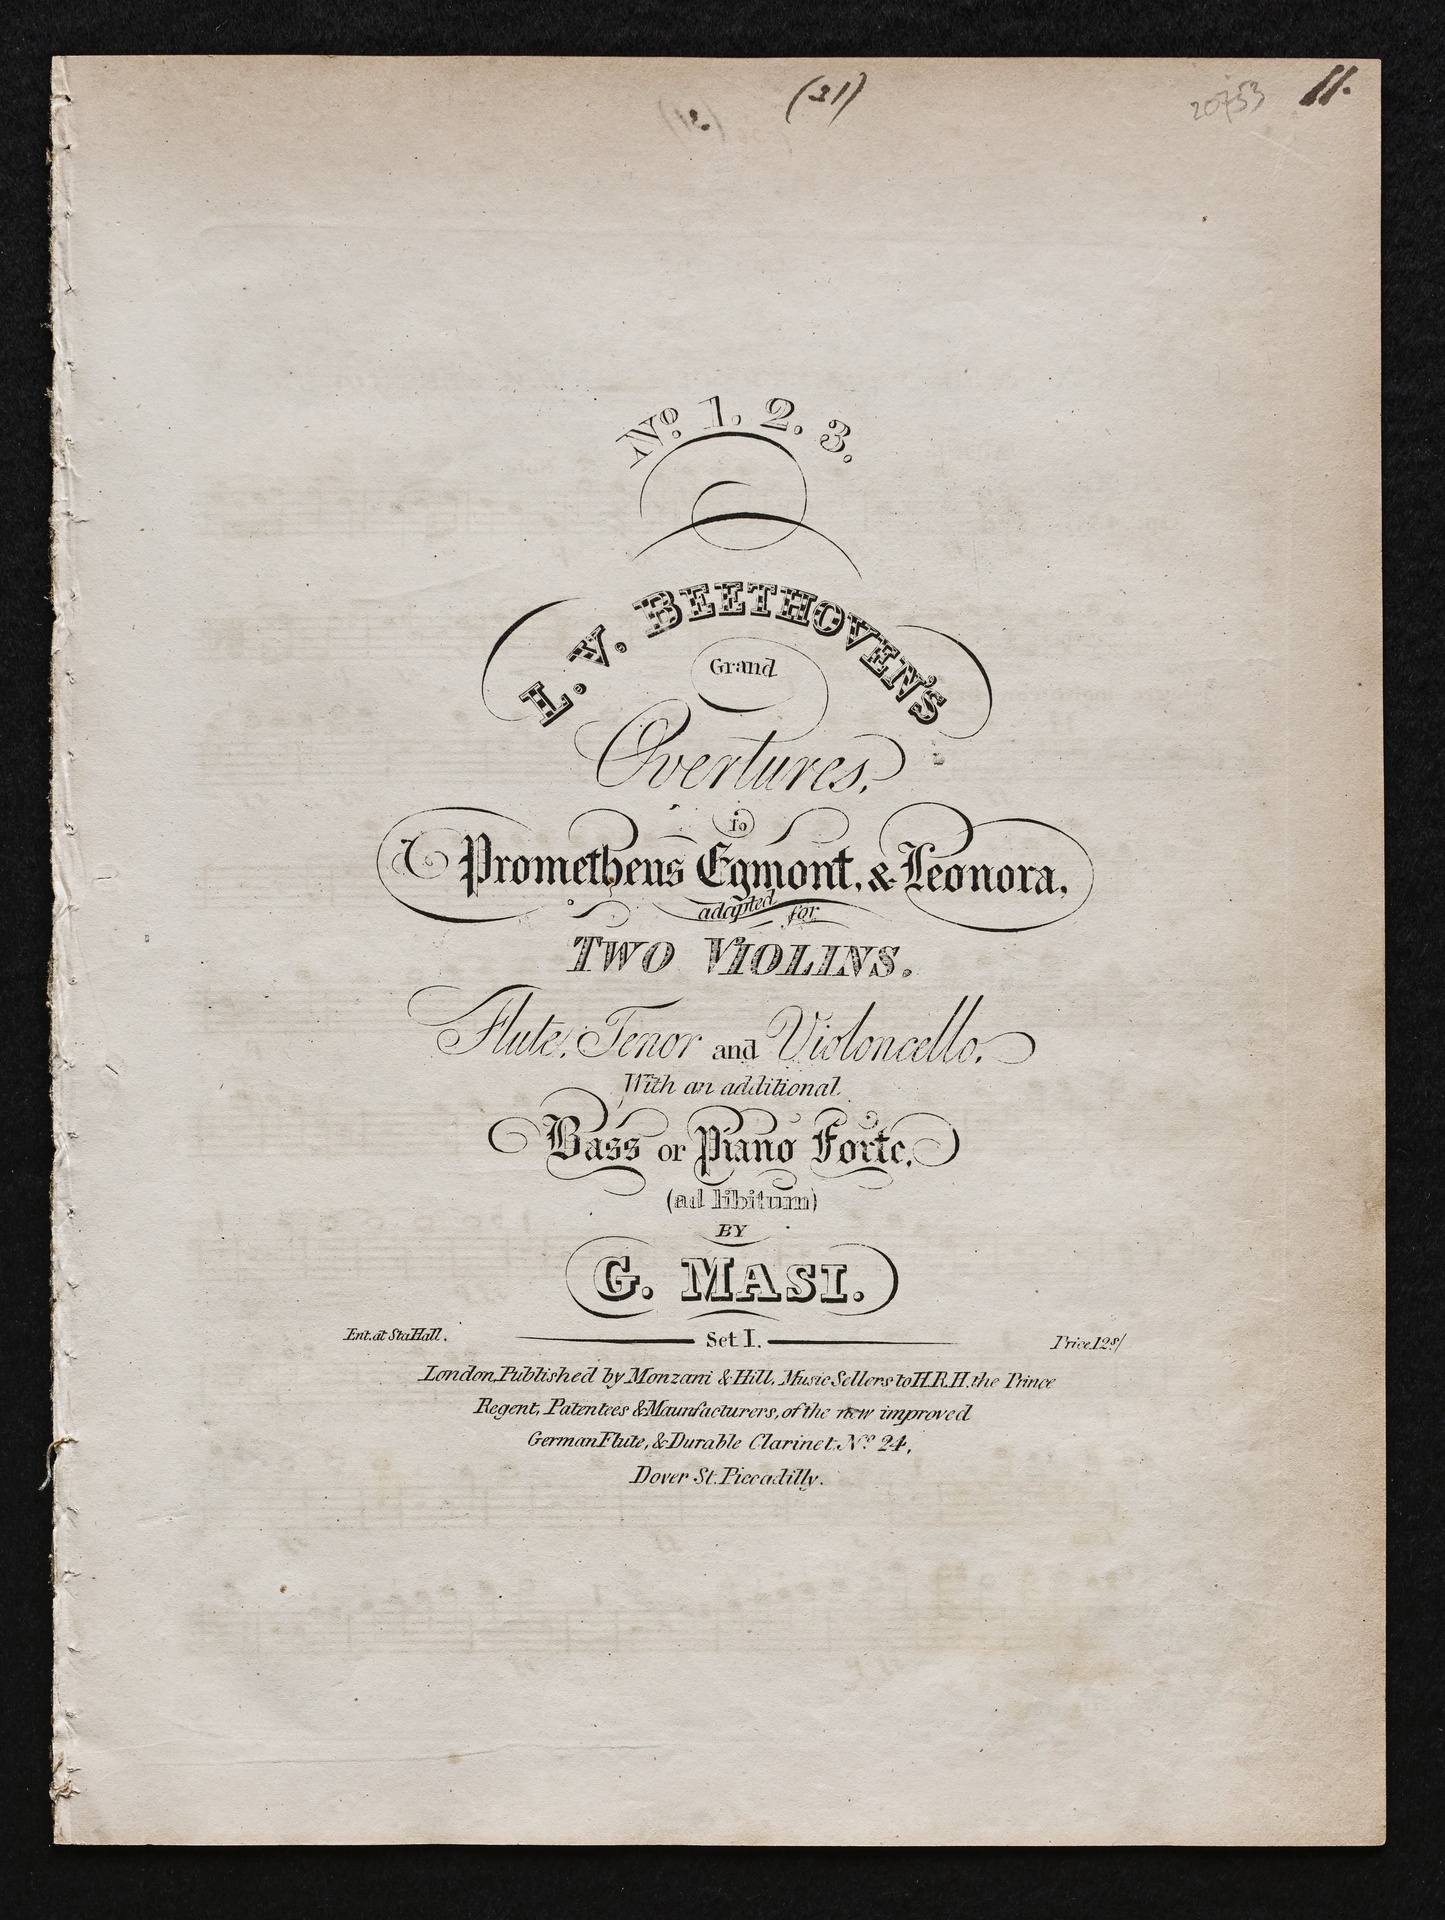 (31)
20753
11.
No. 1. 2. 3.
L. V. BEETHOVEN'S
Grand
Overtures,
To
Prometheus Egmont, & Leonora,
adapted for
TWO VIOLINS.
Flute, Tenor and Violoncello.
With an additional
Bass or Piano Forte,
(ad libitum)
BY
G. MASI.
Ent. at Sta Hall.
Set I.
Price 12s/
London, Published by Monzani & Hill, Music Sellers to H.R.H. the Prince
Regent, Patentees & Maunfacturers, of the new improved
German Flute, & Durable Clarinet. No. 24,
Dover St. Piccadilly.